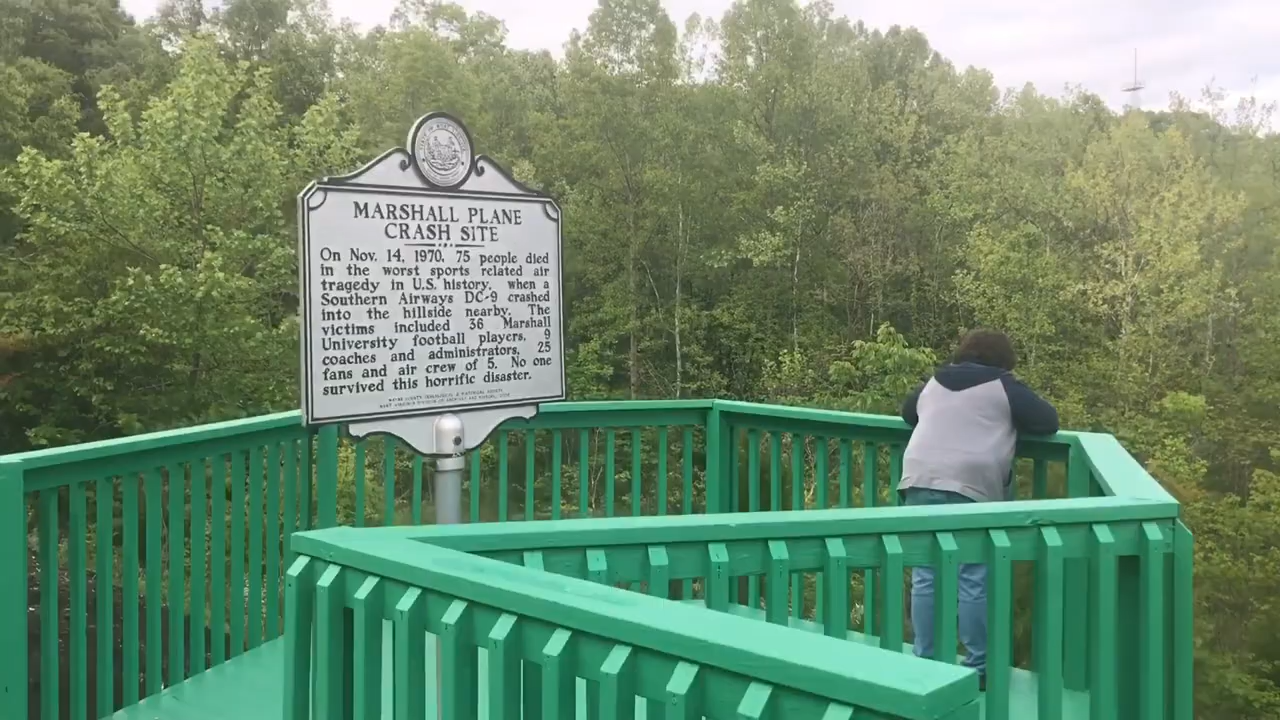 MARSHALL PLANE
CRASH SITE
On Nov. 14, 1970, 75 people died
in the worst sports related air
tragedy in U.S. history, when a
Southern Airways DC-9 crashed
into the hillside nearby. The
victims included 36 Marshall
University football players, 9
coaches and administrators, 25
fans and air crew of 5. No one
survived this horrific disaster.